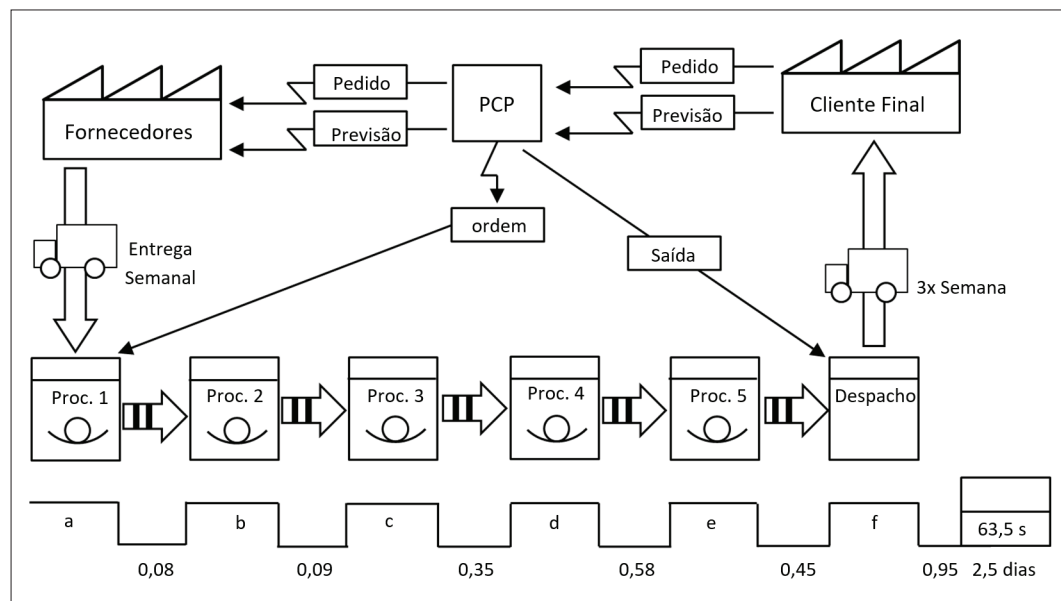 Pedido
Pedido
PCP
Cliente Final
Fornecedores
Previsão
Previsão
ordem
Entrega
Semanal
Saída
3x Semana
Proc. 1
Proc. 2
Proc. 3
Proc. 4
Proc. 5
Despacho
a
b
c
d
e
f
63,5 s
0,08
0,09
0,35
0,58
0,45
0,95
2,5 dias